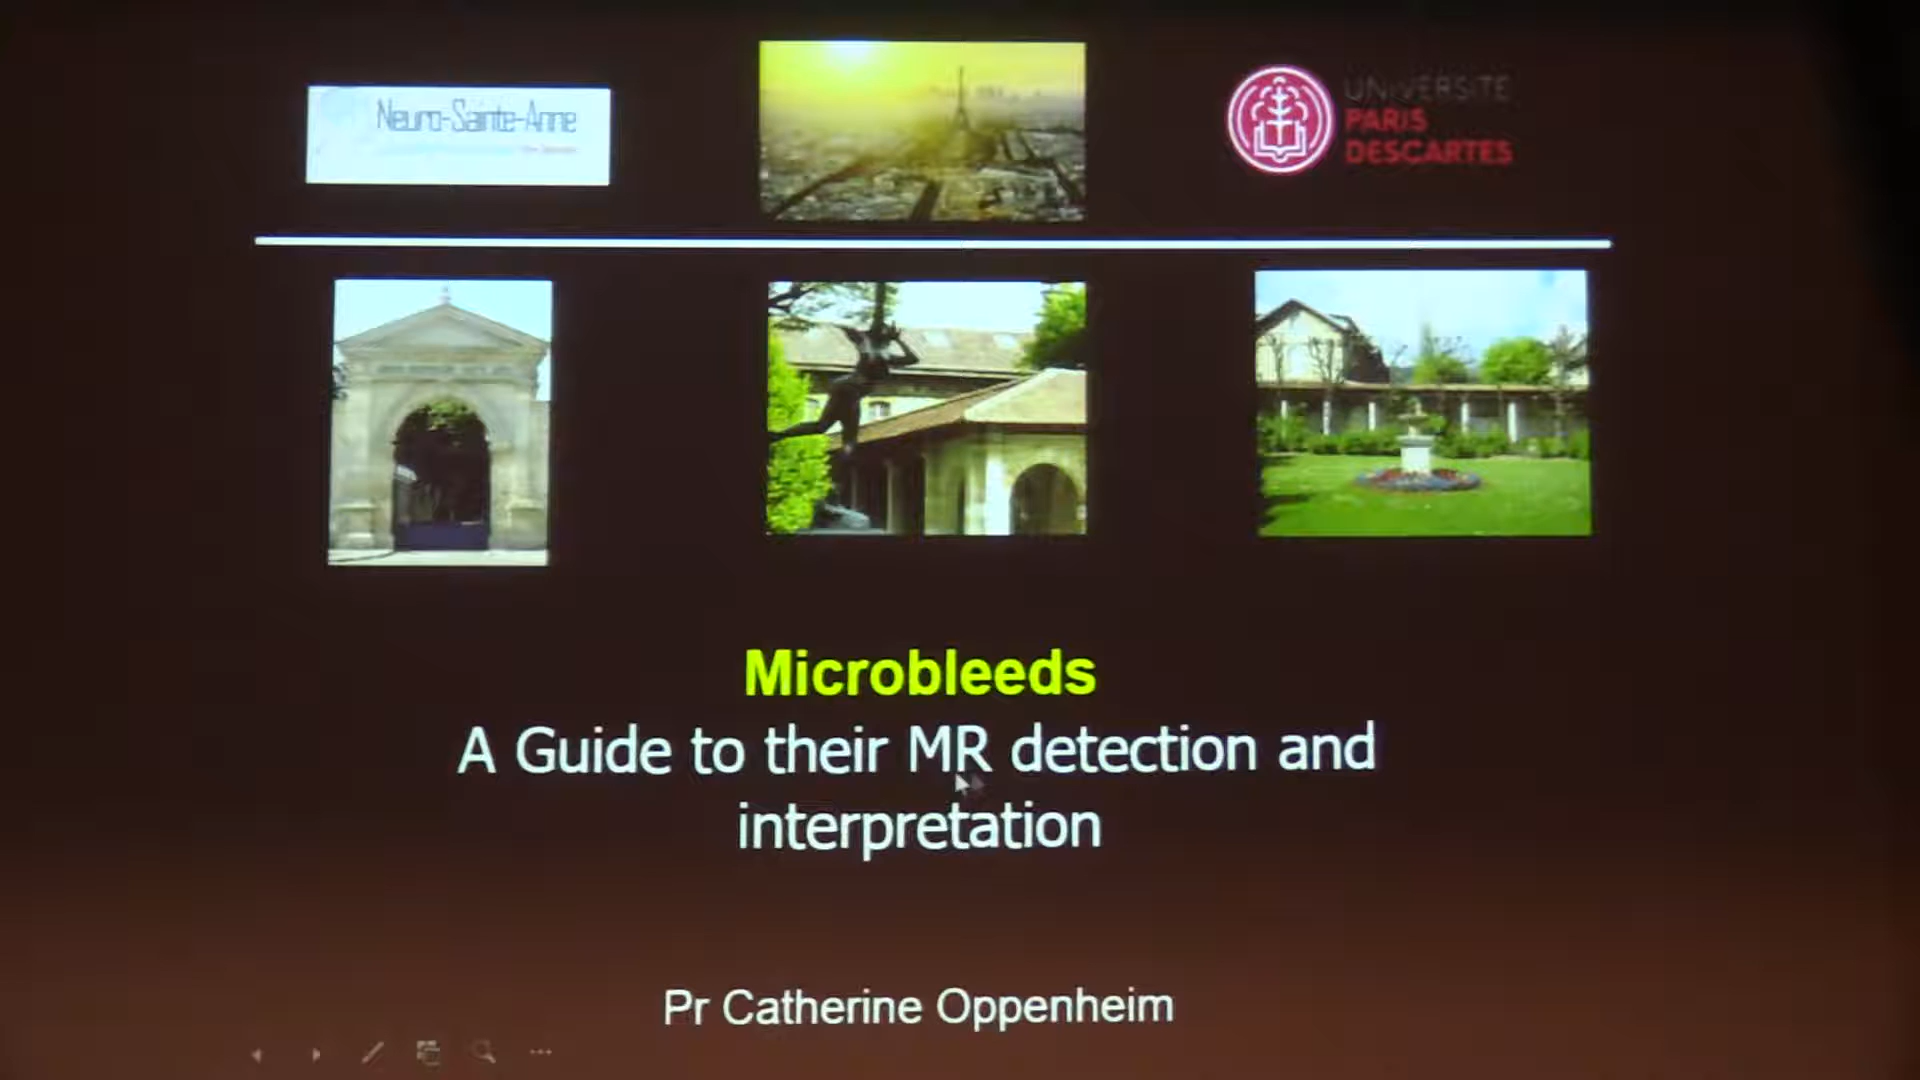 Neuro-Sainte-Anne
UNIVERSITE
PARIS
DESCARTES
Microbleeds
A Guide to their MR detection and
interpretation
Pr Catherine Oppenheim